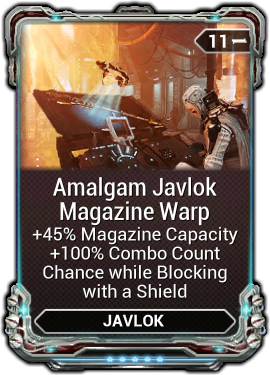 11
Amalgam Javlok
Magazine Warp
+45% Magazine Capacity
+100% Combo Count
Chance while Blocking
with a Shield
JAVLOK